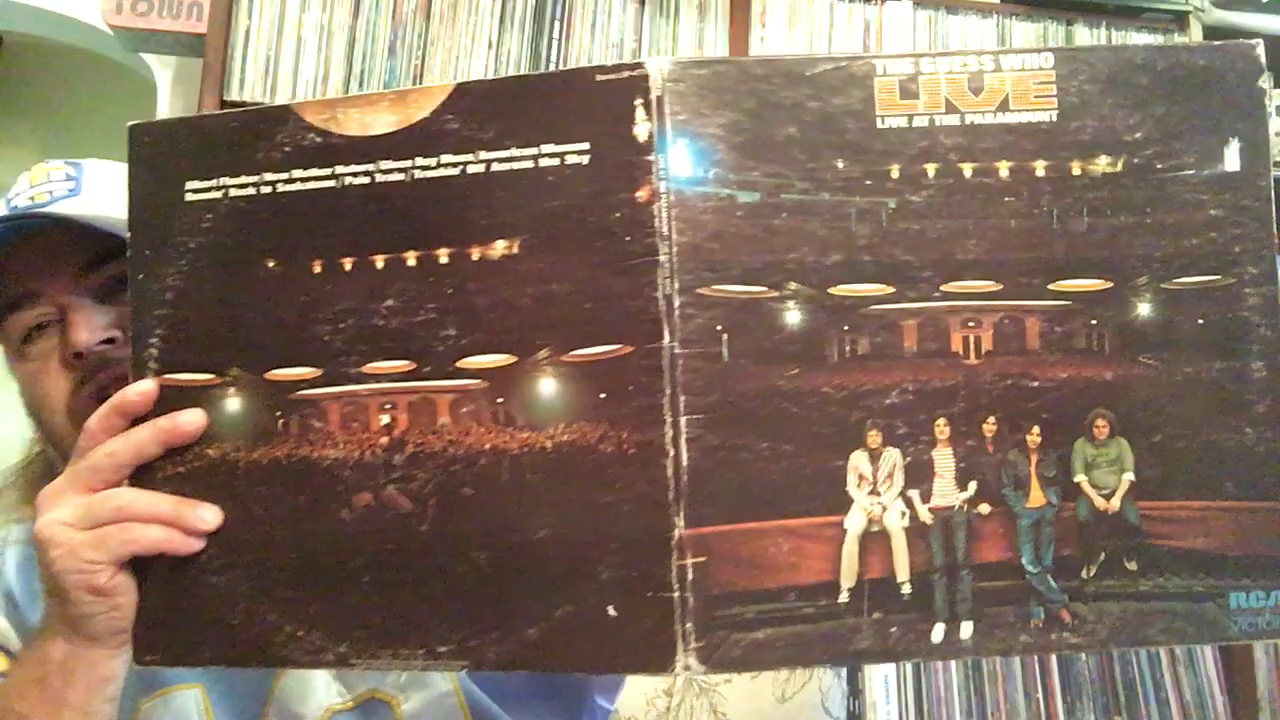 TOWN
THE GUESS WHO
LIVE
LIVE AT THE PARAMOUNT
Albert Flasher/New Mother Nature/Glace Bay Blues/American Woman
Runnin' Back to Saskatoon/Pain Train/Truckin' Off Across the Sky
RCA
VICTOR